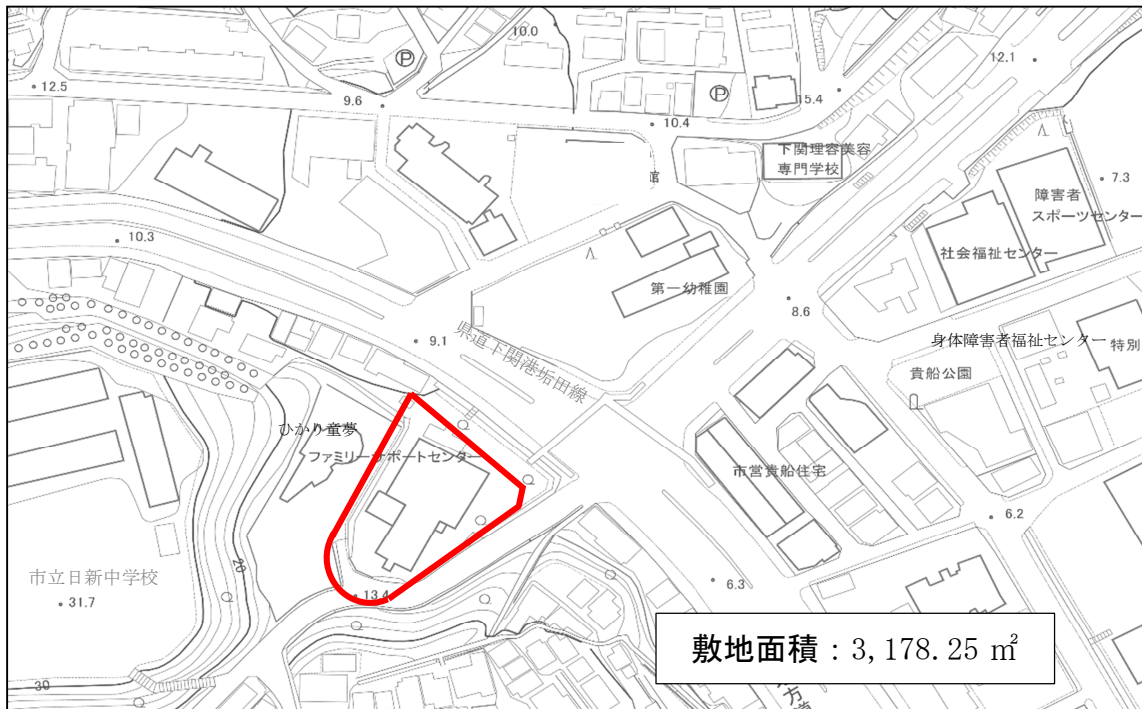 10.0
12.1
Ⓟ
12.5
Ⓟ
9.6
15.4
10.4
下関理容美容
専門学校
館
7.3
障害者
スポーツセンター
10.3
社会福祉センター
第一幼稚園
8.6
9.1
県道下関港垢田線
身体障害者福祉センター
特別
貴船公園
ひかり童夢
ファミリーサポートセンター
市営貴船住宅
6.2
20
市立日新中学校
31.7
13.4
6.3
敷地面積：3,178.25 ㎡
30
方道